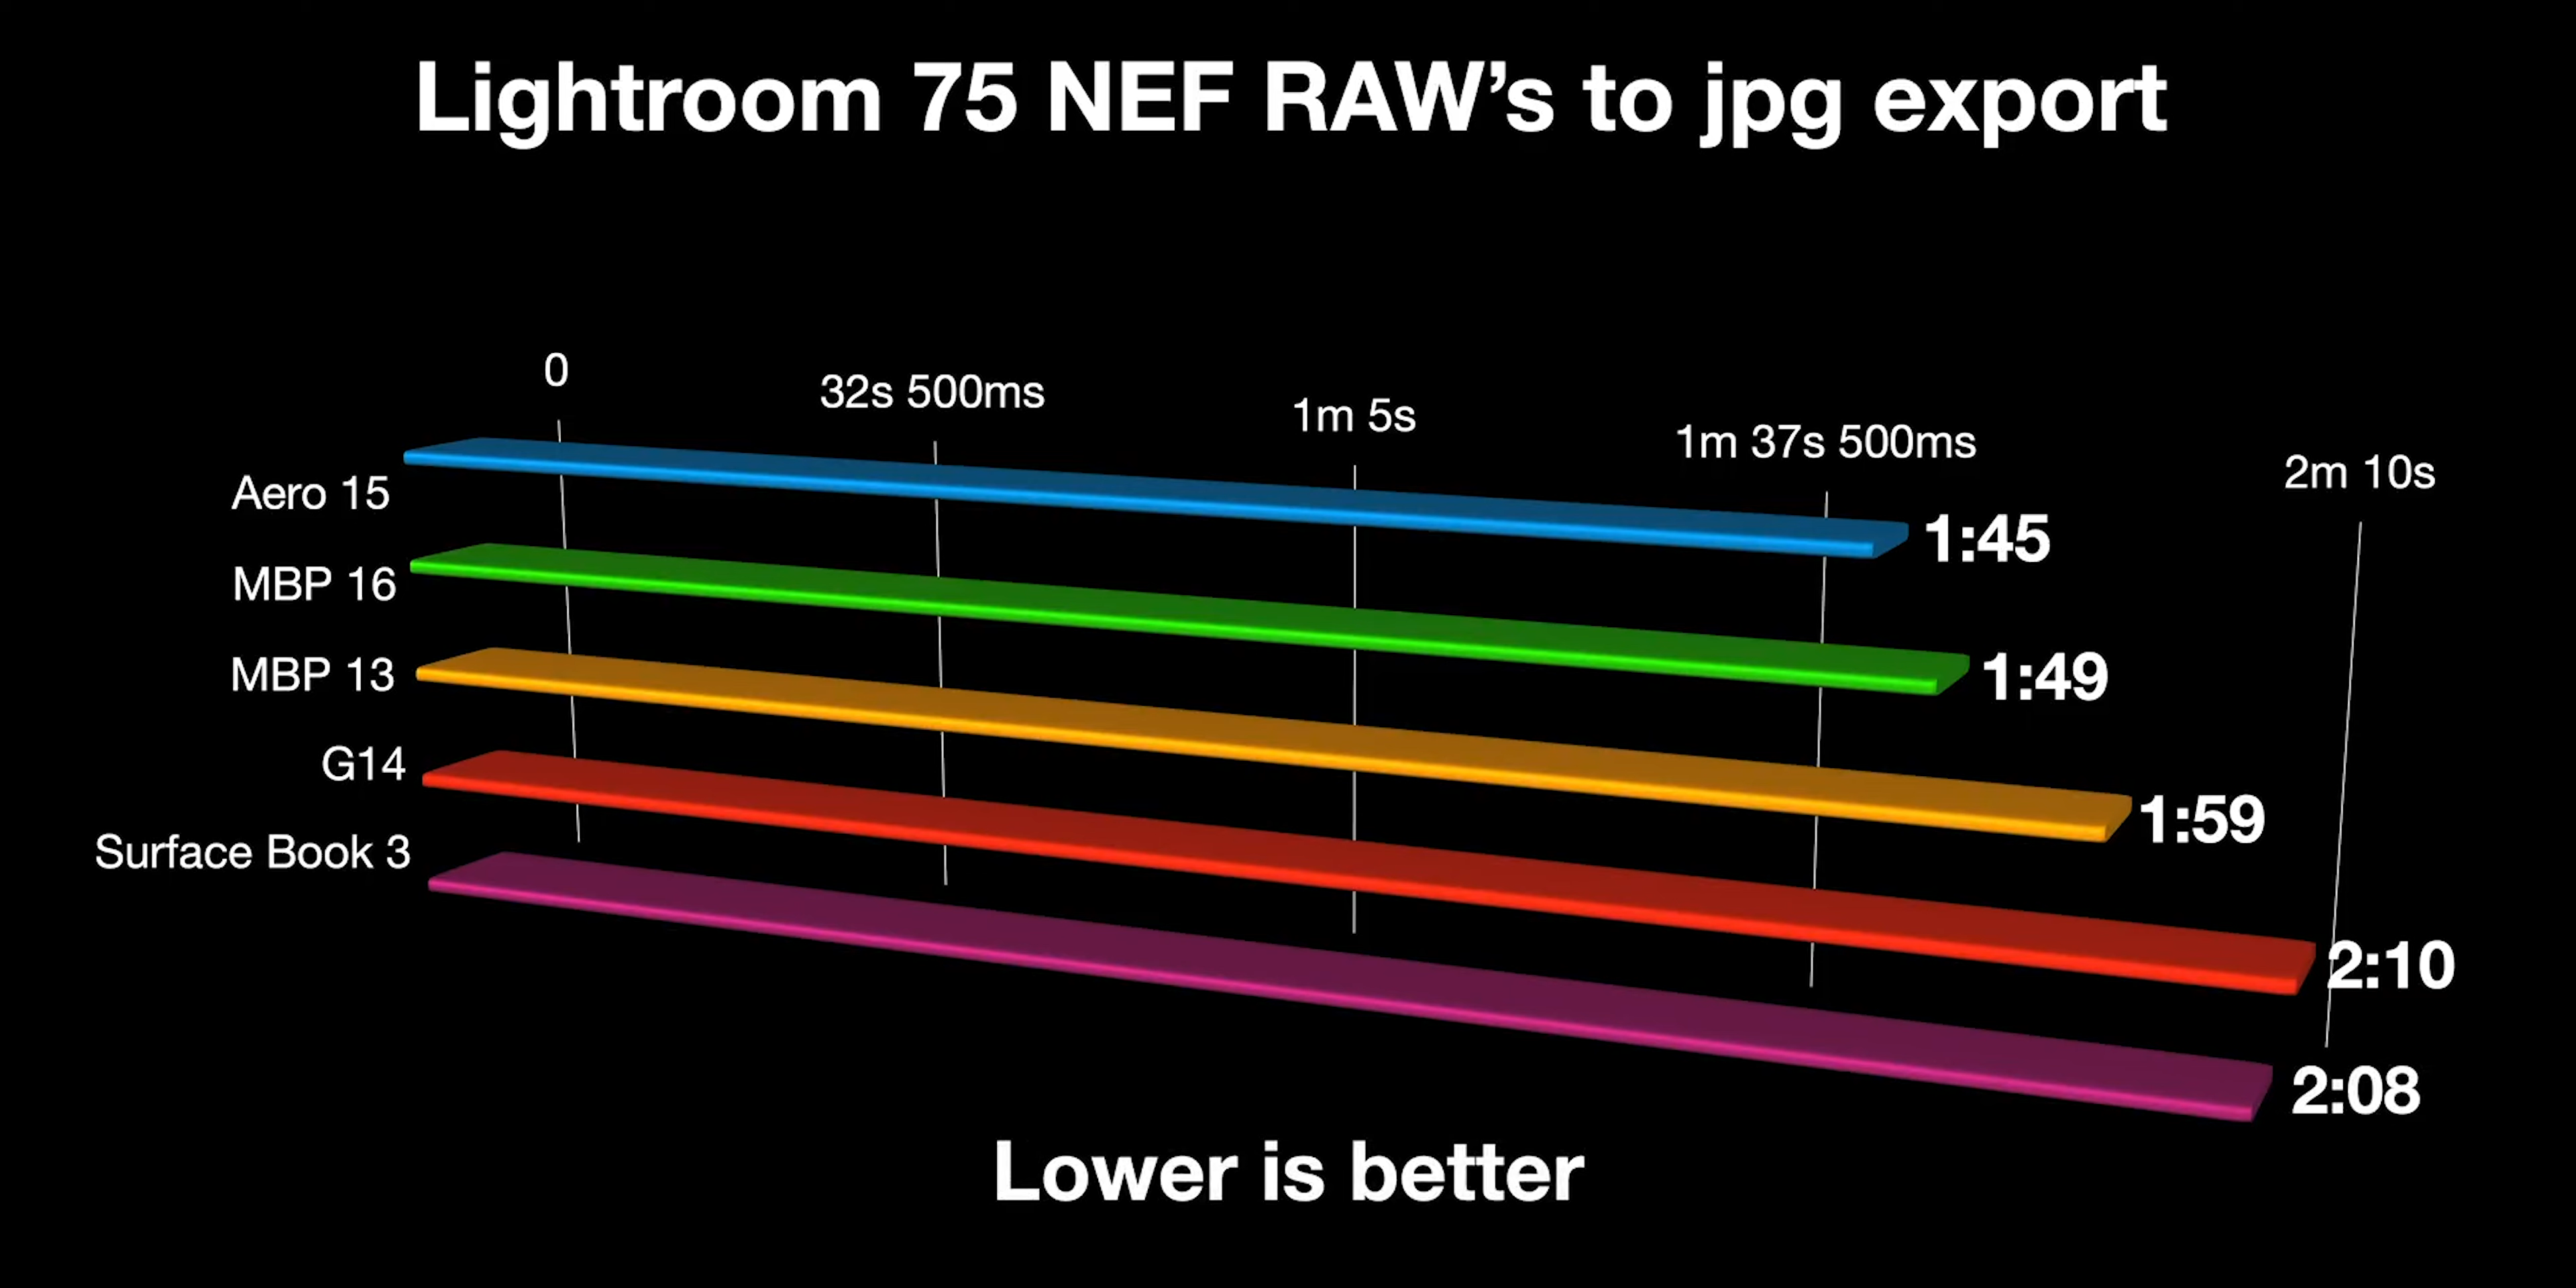 Lightroom 75 NEF RAW’s to jpg export
0
32s 500ms
1m 5s
1m 37s 500ms
2m 10s
Aero 15
1:45
MBP 16
1:49
MBP 13
1:59
G14
2:10
Surface Book 3
2:08
Lower is better